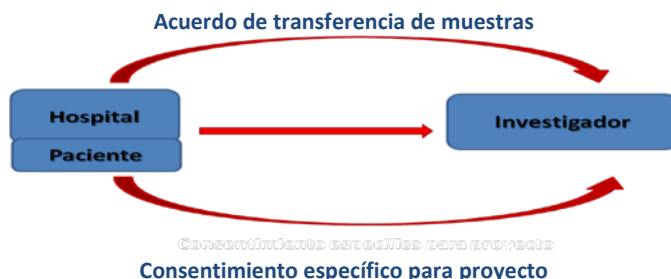 Acuerdo de transferencia de muestras
Hospital
Investigador
Paciente
Consentimiento específico para proyecto
Consentimiento específico para proyecto